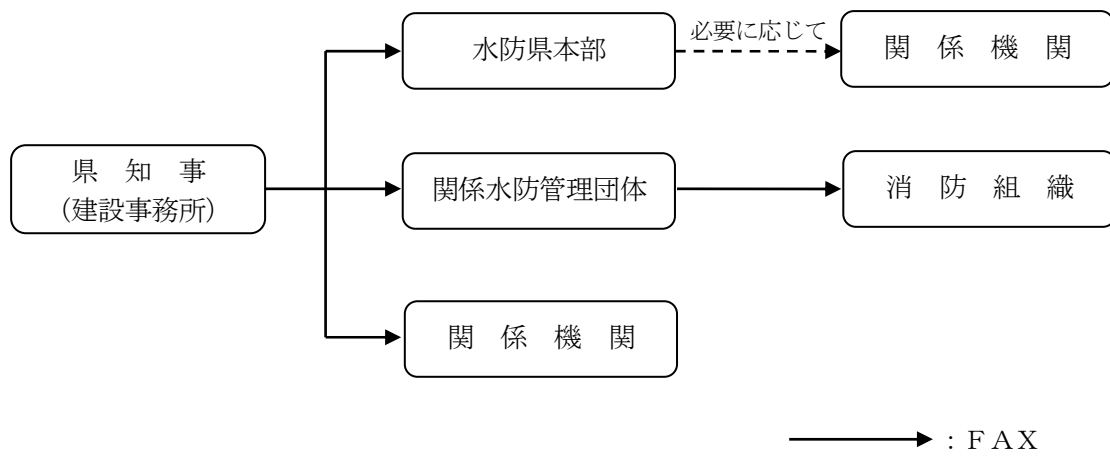 水防県本部
必要に応じて
関　係　機　関
県　知　事
（建設事務所）
関係水防管理団体
消　防　組　織
関　係　機　関
：ＦＡＸ